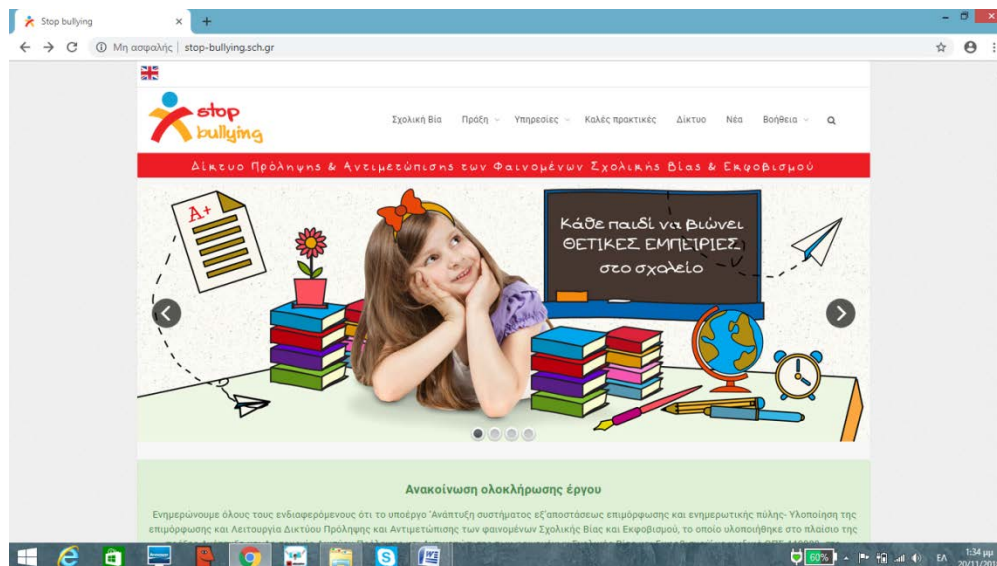 Stop bullying
Μη ασφαλής | stop-bullying.sch.gr
stop
bullying
Σχολική Βία Πράξη Υπηρεσίες Καλές πρακτικές Δίκτυο Νέα Βοήθεια
Δίκτυο Πρόληψης & Αντιμετώπισης των Φαινομένων Σχολικής Βίας & Εκφοβισμού
A+
Κάθε παιδί να βιώνει
ΘΕΤΙΚΕΣ ΕΜΠΕΙΡΙΕΣ
στο σχολείο
Ανακοίνωση ολοκλήρωσης έργου
Ενημερώνουμε όλους τους ενδιαφερόμενους ότι το υποέργο 'Ανάπτυξη συστήματος εξ'αποστάσεως επιμόρφωσης και ενημερωτικής πύλης- Υλοποίηση της
επιμόρφωσης και Λειτουργία Δικτύου Πρόληψης και Αντιμετώπισης των φαινομένων Σχολικής Βίας και Εκφοβισμού, το οποίο υλοποιήθηκε στο πλαίσιο της
60%
ΕΛ
1:34 μμ